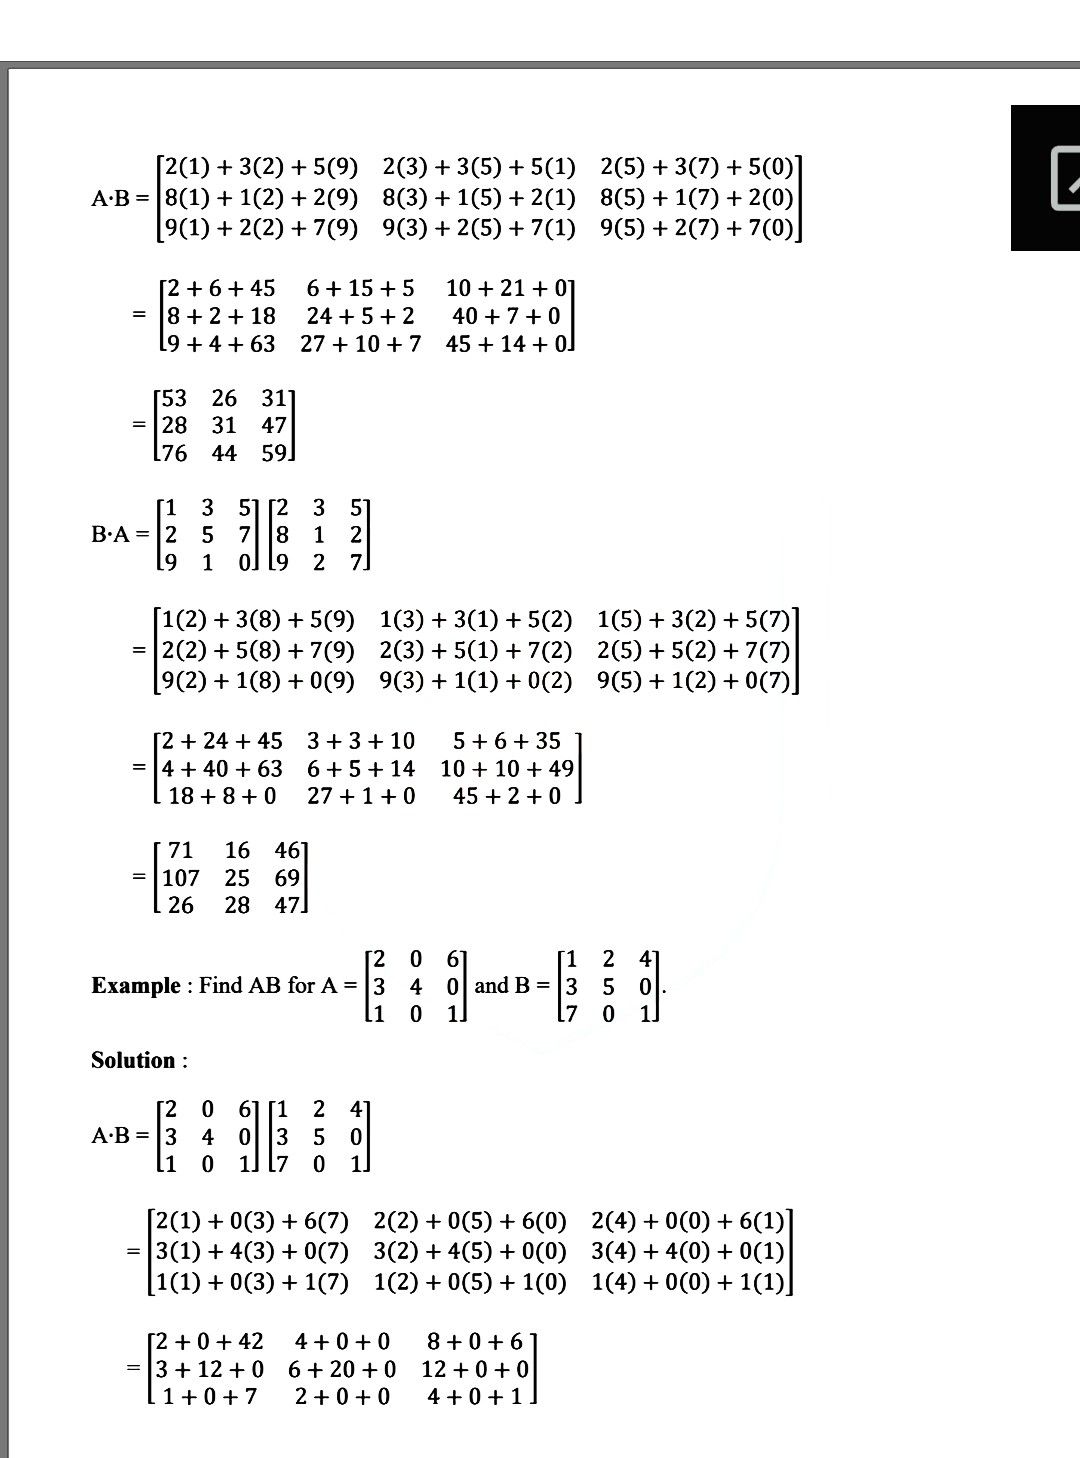 A·B = [2(1) + 3(2) + 5(9) 2(3) + 3(5) + 5(1) 2(5) + 3(7) + 5(0)]
[8(1) + 1(2) + 2(9) 8(3) + 1(5) + 2(1) 8(5) + 1(7) + 2(0)]
[9(1) + 2(2) + 7(9) 9(3) + 2(5) + 7(1) 9(5) + 2(7) + 7(0)]
= [2 + 6 + 45 6 + 15 + 5 10 + 21 + 0]
[8 + 2 + 18 24 + 5 + 2 40 + 7 + 0]
[9 + 4 + 63 27 + 10 + 7 45 + 14 + 0]
= [53 26 31]
[28 31 47]
[76 44 59]
B·A = [1 3 5] [2 3 5]
[2 5 7] [8 1 2]
[9 1 0] [9 2 7]
= [1(2) + 3(8) + 5(9) 1(3) + 3(1) + 5(2) 1(5) + 3(2) + 5(7)]
[2(2) + 5(8) + 7(9) 2(3) + 5(1) + 7(2) 2(5) + 5(2) + 7(7)]
[9(2) + 1(8) + 0(9) 9(3) + 1(1) + 0(2) 9(5) + 1(2) + 0(7)]
= [2 + 24 + 45 3 + 3 + 10 5 + 6 + 35]
[4 + 40 + 63 6 + 5 + 14 10 + 10 + 49]
[18 + 8 + 0 27 + 1 + 0 45 + 2 + 0]
= [71 16 46]
[107 25 69]
[26 28 47]
Example : Find AB for A = [2 0 6] and B = [1 2 4].
[3 4 0] [3 5 0]
[1 0 1] [7 0 1]
Solution :
A·B = [2 0 6] [1 2 4]
[3 4 0] [3 5 0]
[1 0 1] [7 0 1]
= [2(1) + 0(3) + 6(7) 2(2) + 0(5) + 6(0) 2(4) + 0(0) + 6(1)]
[3(1) + 4(3) + 0(7) 3(2) + 4(5) + 0(0) 3(4) + 4(0) + 0(1)]
[1(1) + 0(3) + 1(7) 1(2) + 0(5) + 1(0) 1(4) + 0(0) + 1(1)]
= [2 + 0 + 42 4 + 0 + 0 8 + 0 + 6]
[3 + 12 + 0 6 + 20 + 0 12 + 0 + 0]
[1 + 0 + 7 2 + 0 + 0 4 + 0 + 1]